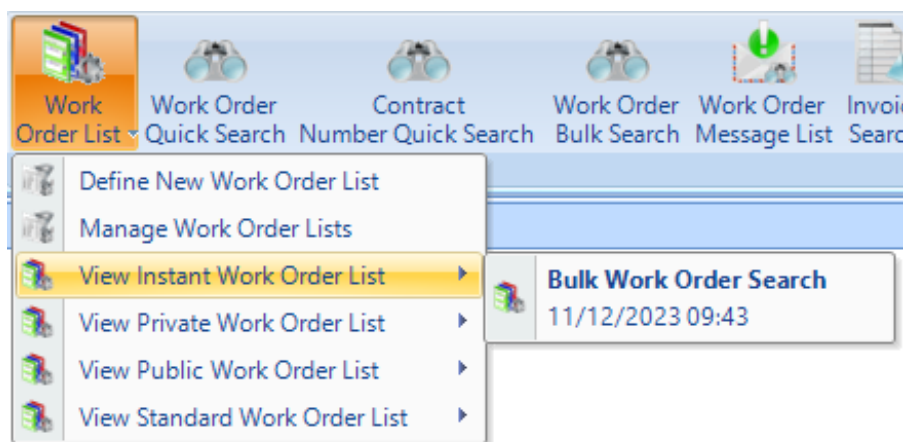 Work
Order List
Work Order
Quick Search
Contract
Number Quick Search
Work Order
Bulk Search
Work Order
Message List
Define New Work Order List
Manage Work Order Lists
View Instant Work Order List
Bulk Work Order Search
11/12/2023 09:43
View Private Work Order List
View Public Work Order List
View Standard Work Order List